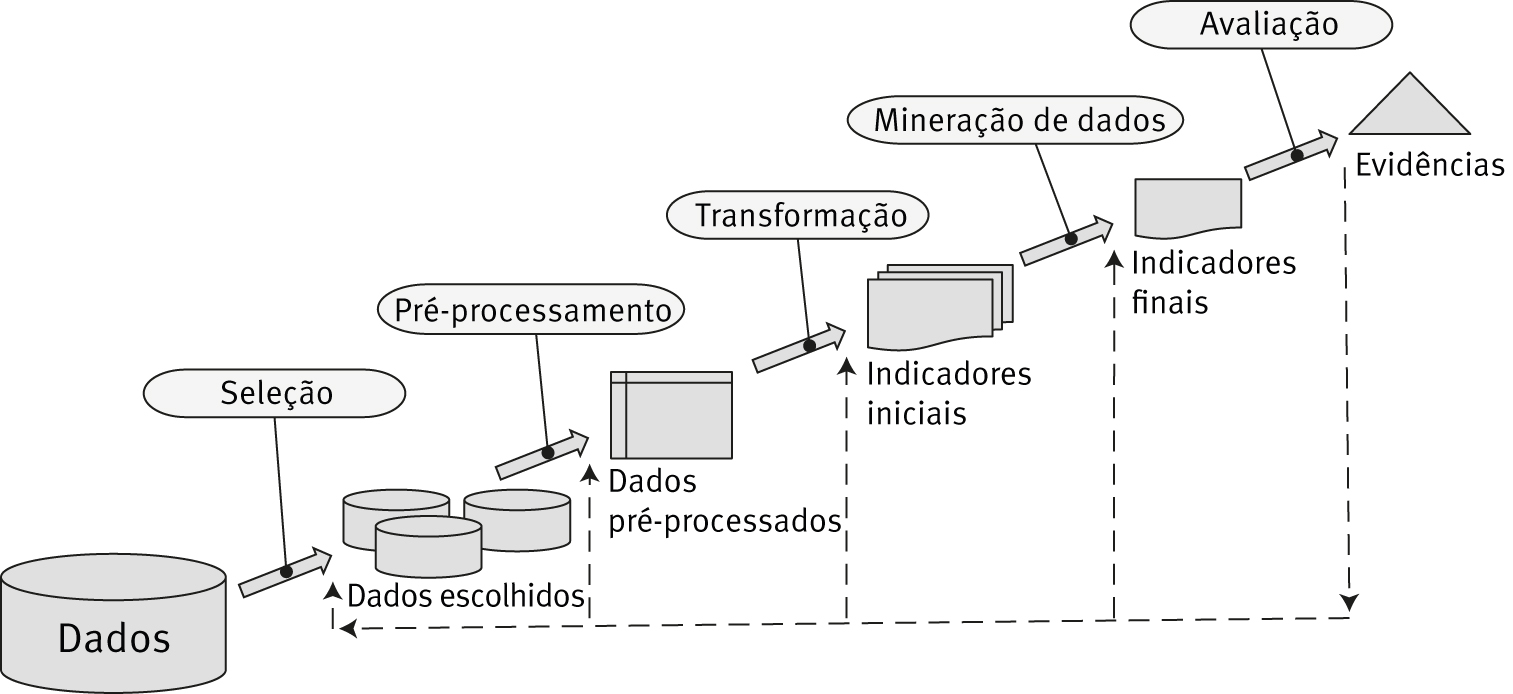 Avaliação
Mineração de dados
Evidências
Transformação
Indicadores
finais
Pré-processamento
Indicadores
iniciais
Seleção
Dados
pré-processados
Dados escolhidos
Dados